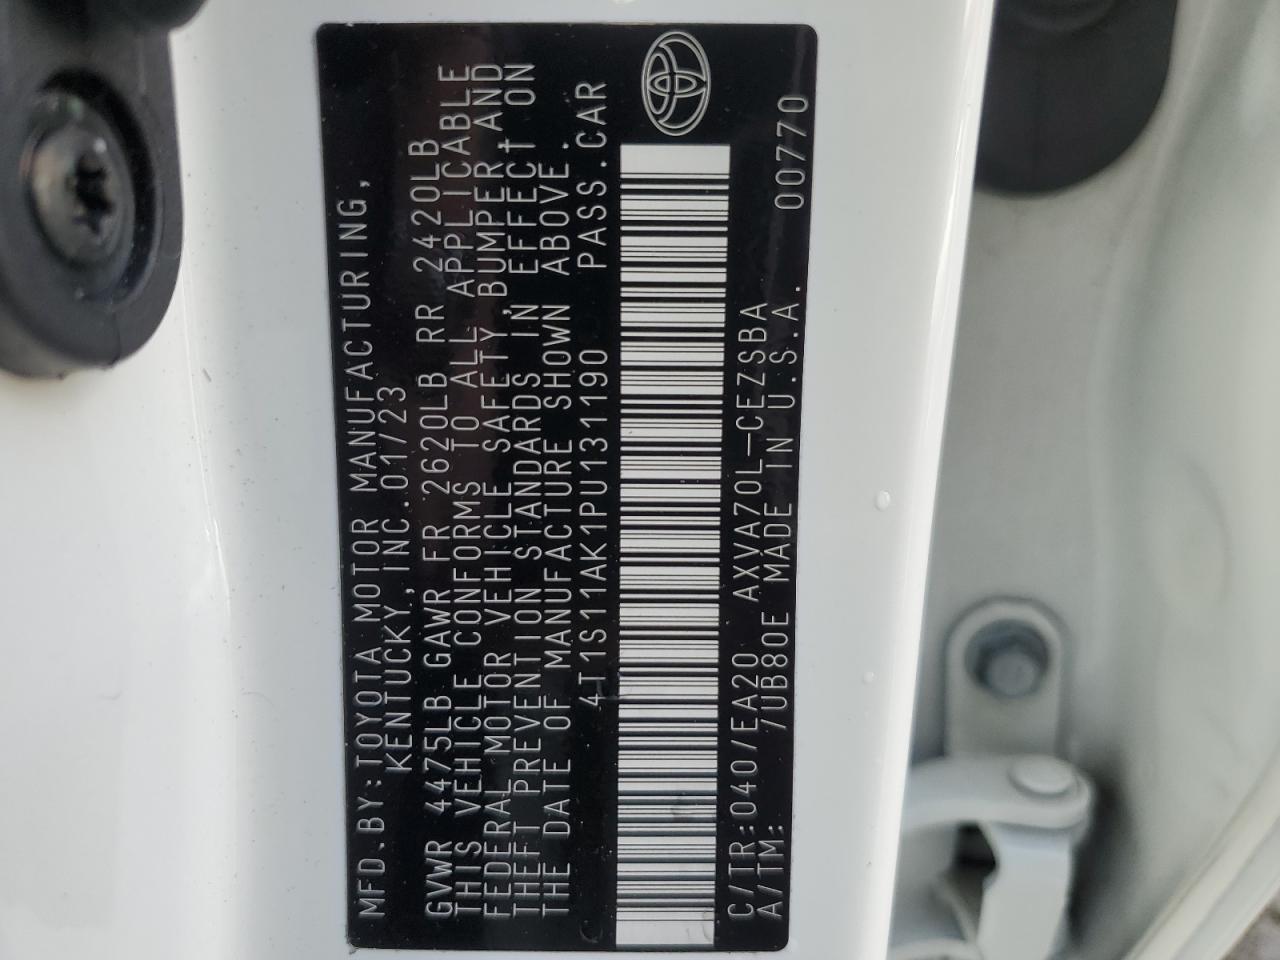 MFD.BY:TOYOTA MOTOR MANUFACTURING,
KENTUCKY,INC.01/23
GVWR 4475LB GAWR FR 2620LB RR 2420LB
THIS VEHICLE CONFORMS TO ALL APPLICABLE
FEDERAL MOTOR VEHICLE SAFETY,BUMPER,AND
THEFT PREVENTION STANDARDS IN EFFECT ON
THE DATE OF MANUFACTURE SHOWN ABOVE.
4T1S11AK1PU131190 PASS.CAR
C/TR:040/EA20 AXVA70L-CEZSBA 00770
A/TM: /UB80E MADE IN U.S.A.